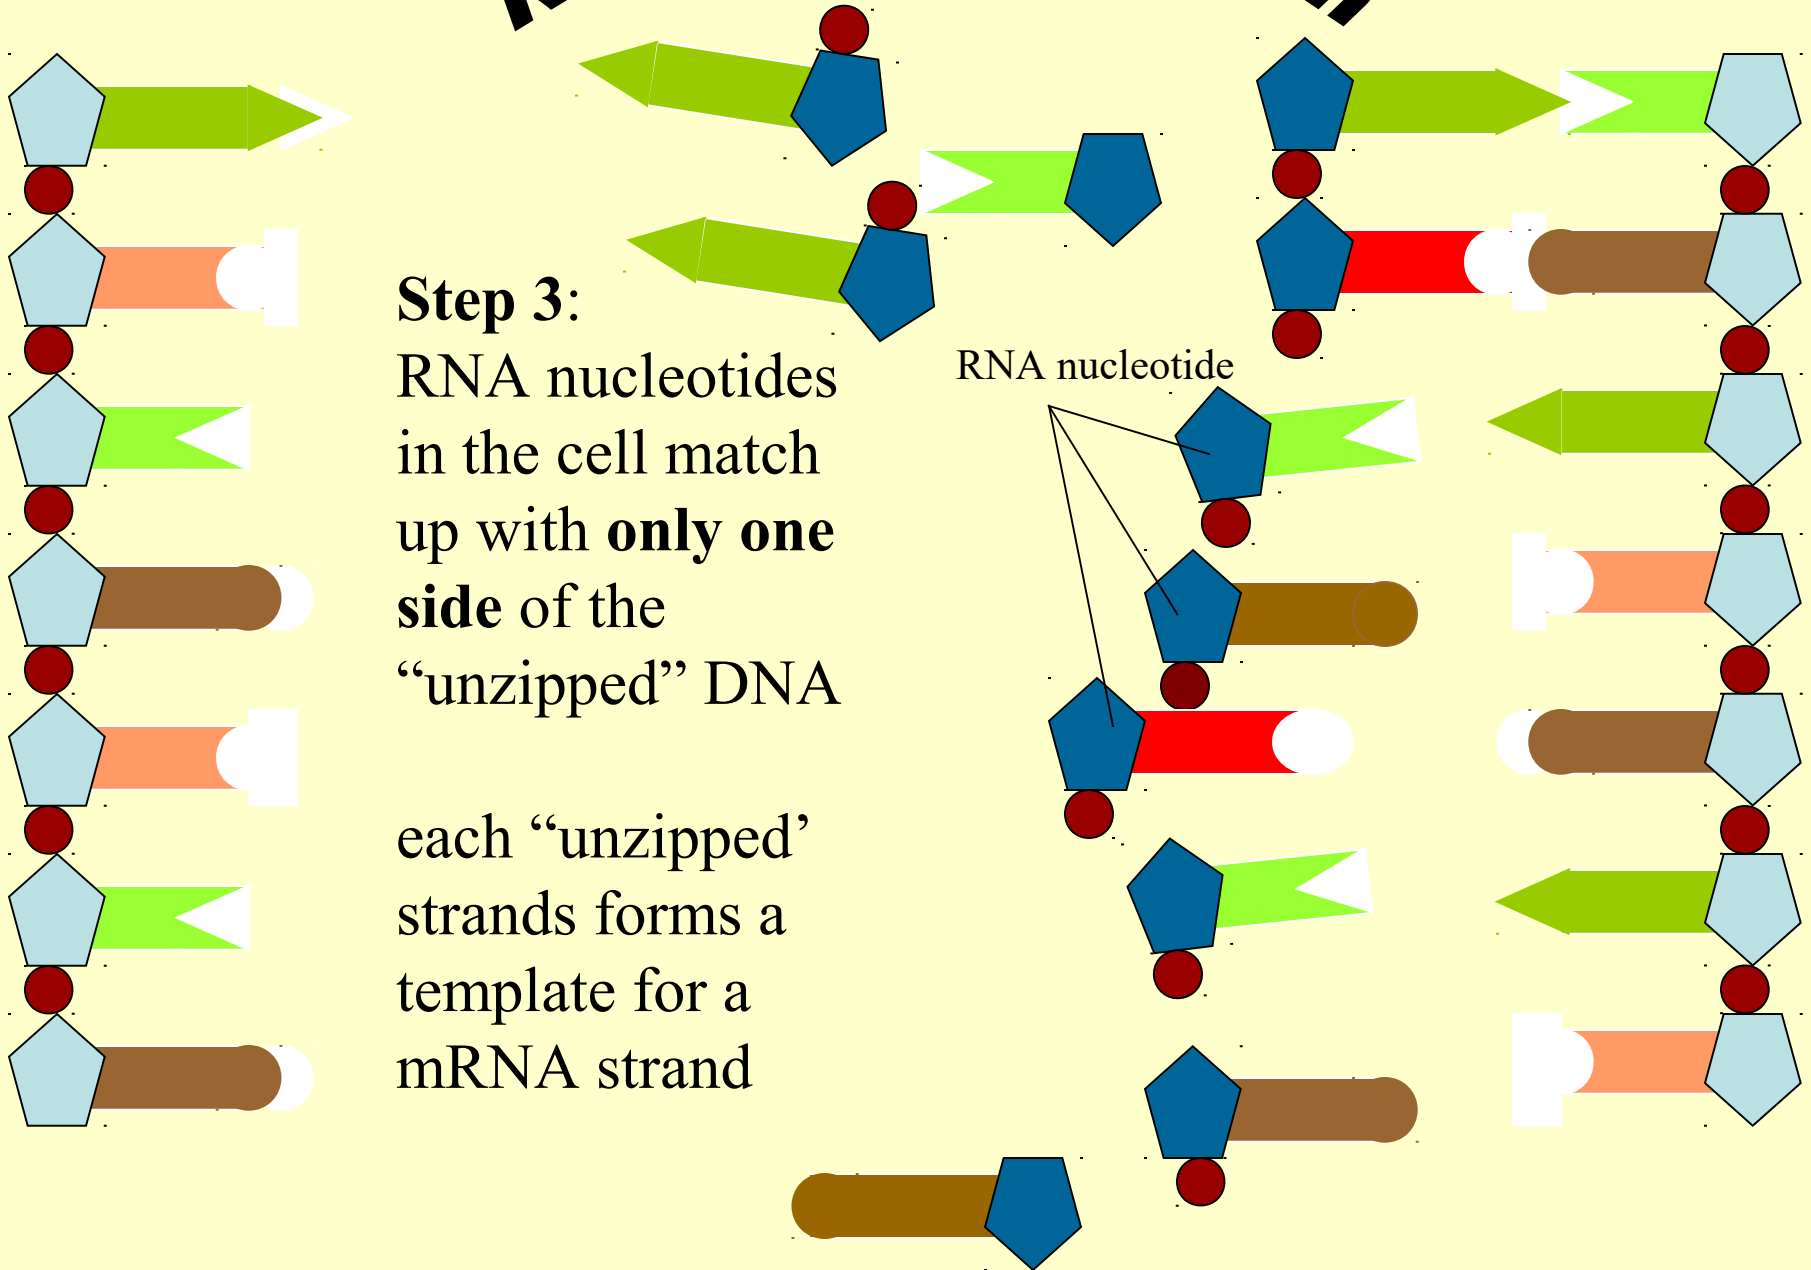 Step 3:
RNA nucleotides
in the cell match
up with only one
side of the
“unzipped” DNA
each “unzipped’
strands forms a
template for a
mRNA strand
RNA nucleotide